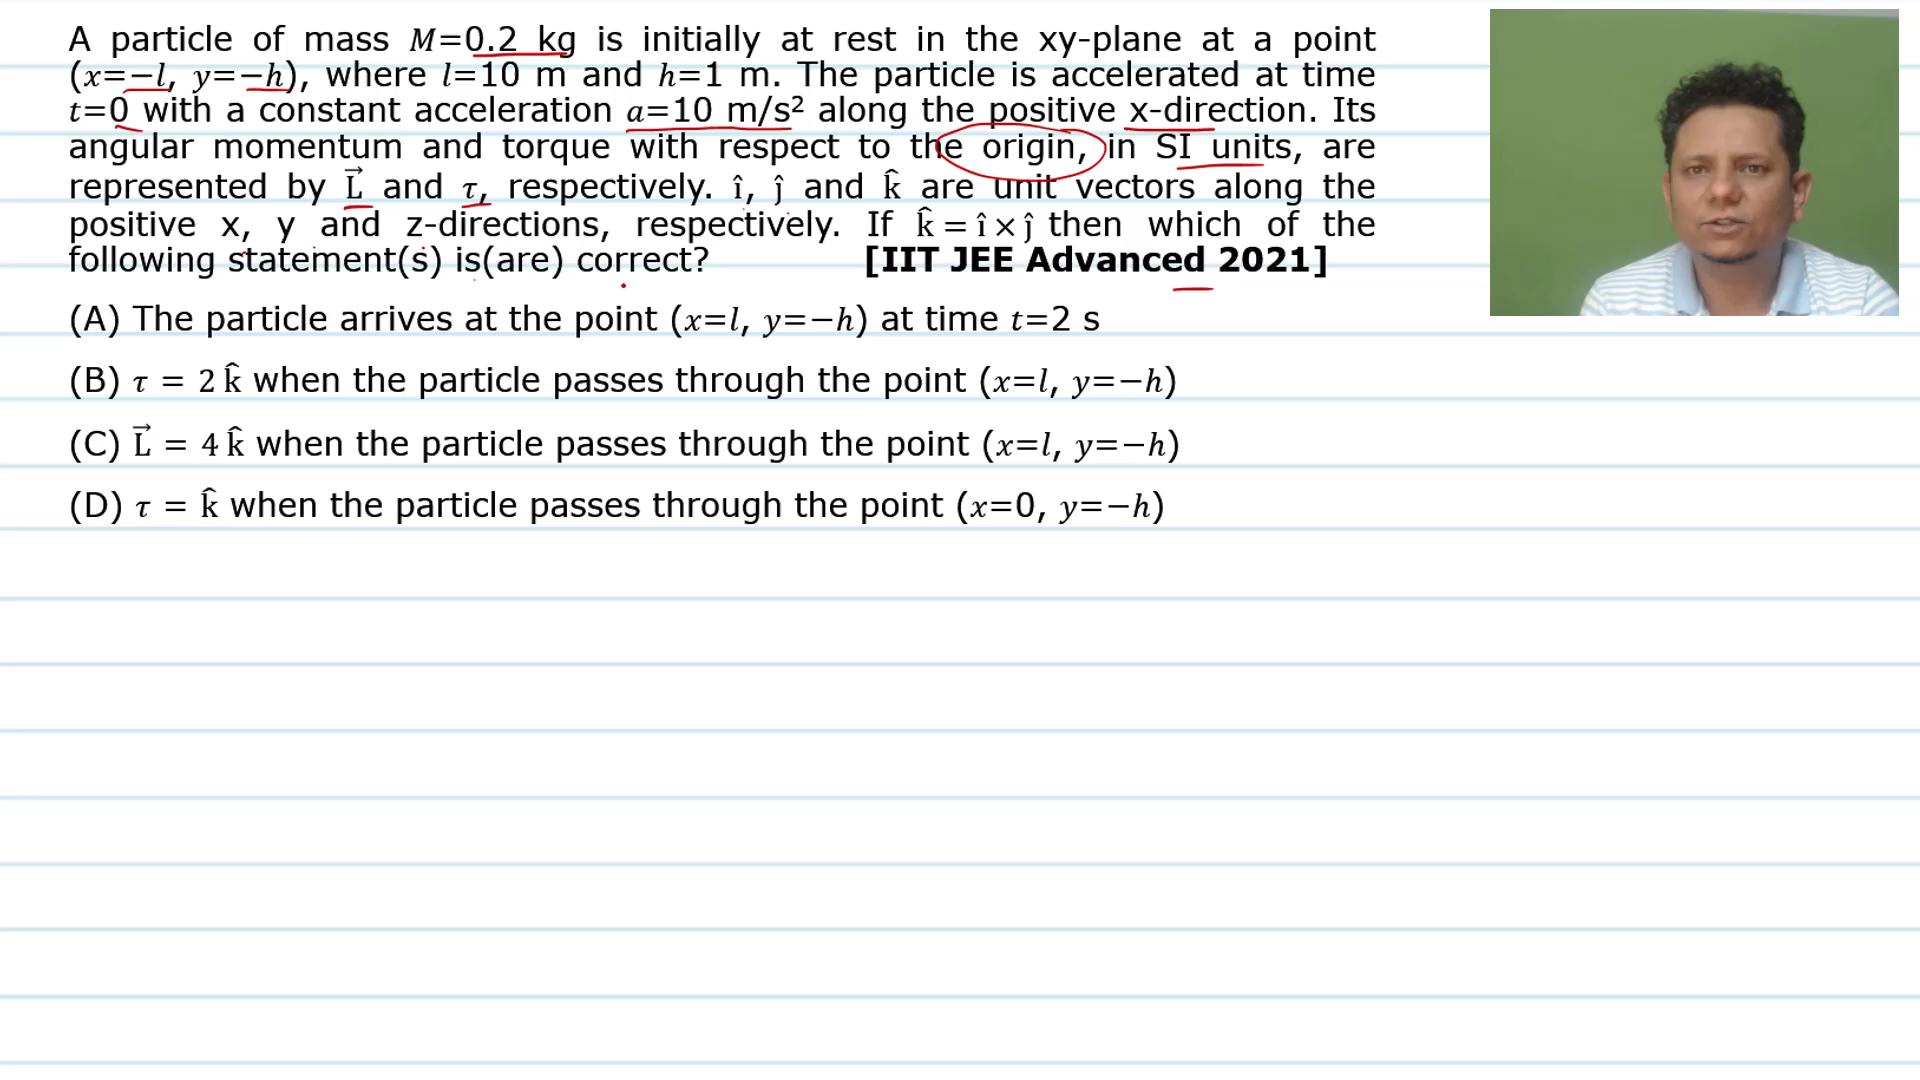 A particle of mass M=0.2 kg is initially at rest in the xy-plane at a point
(x=−l, y=−h), where l=10 m and h=1 m. The particle is accelerated at time
t=0 with a constant acceleration a=10 m/s² along the positive x-direction. Its
angular momentum and torque with respect to the origin, in SI units, are
represented by L⃗ and τ, respectively. î, ĵ and k̂ are unit vectors along the
positive x, y and z-directions, respectively. If k̂ = î × ĵ then which of the
following statement(s) is(are) correct? [IIT JEE Advanced 2021]
(A) The particle arrives at the point (x=l, y=−h) at time t=2 s
(B) τ = 2 k̂ when the particle passes through the point (x=l, y=−h)
(C) L⃗ = 4 k̂ when the particle passes through the point (x=l, y=−h)
(D) τ = k̂ when the particle passes through the point (x=0, y=−h)